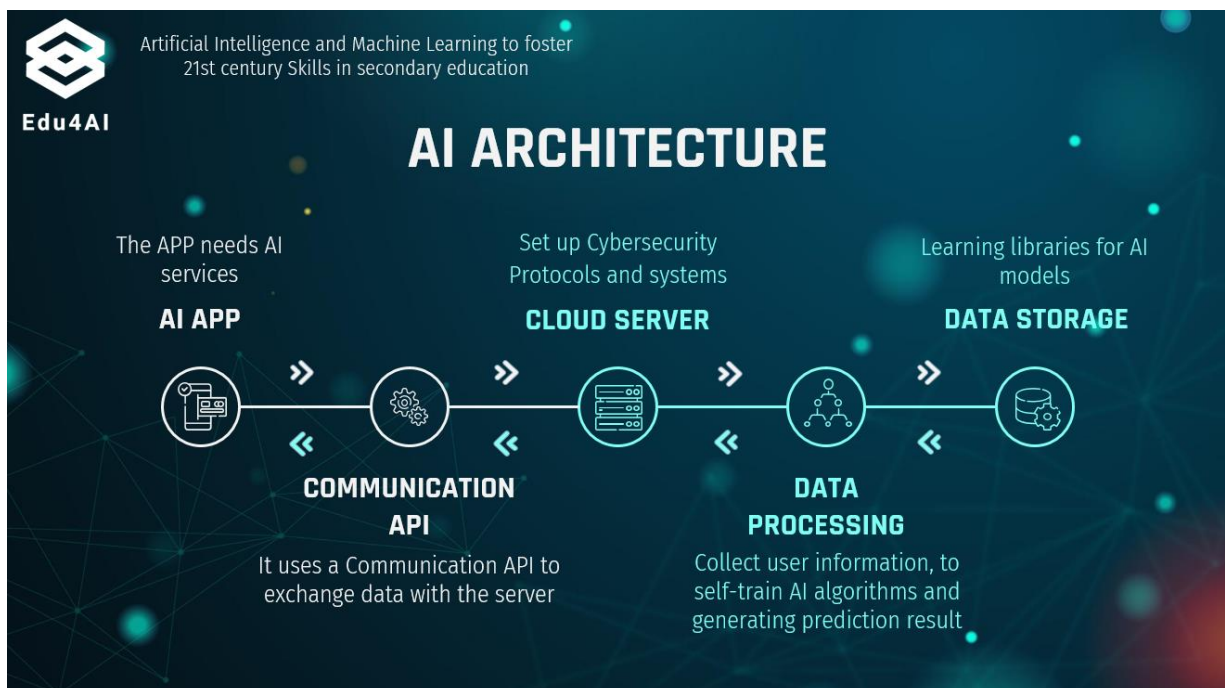 Edu4AI
Artificial Intelligence and Machine Learning to foster
21st century Skills in secondary education
AI ARCHITECTURE
The APP needs AI
services
AI APP
COMMUNICATION
API
It uses a Communication API to
exchange data with the server
Set up Cybersecurity
Protocols and systems
CLOUD SERVER
DATA
PROCESSING
Collect user information, to
self-train AI algorithms and
generating prediction result
Learning libraries for AI
models
DATA STORAGE